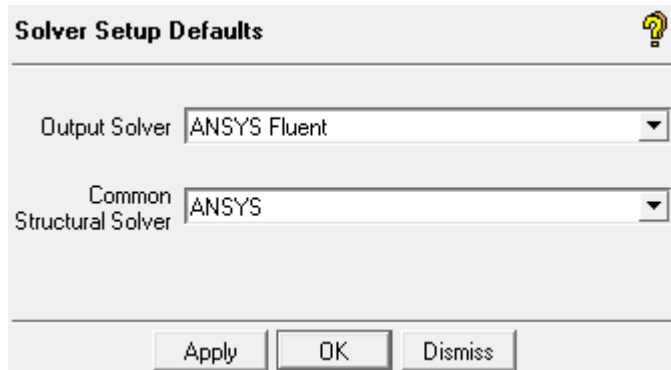 Solver Setup Defaults
Output Solver ANSYS Fluent
Common
Structural Solver ANSYS
Apply OK Dismiss